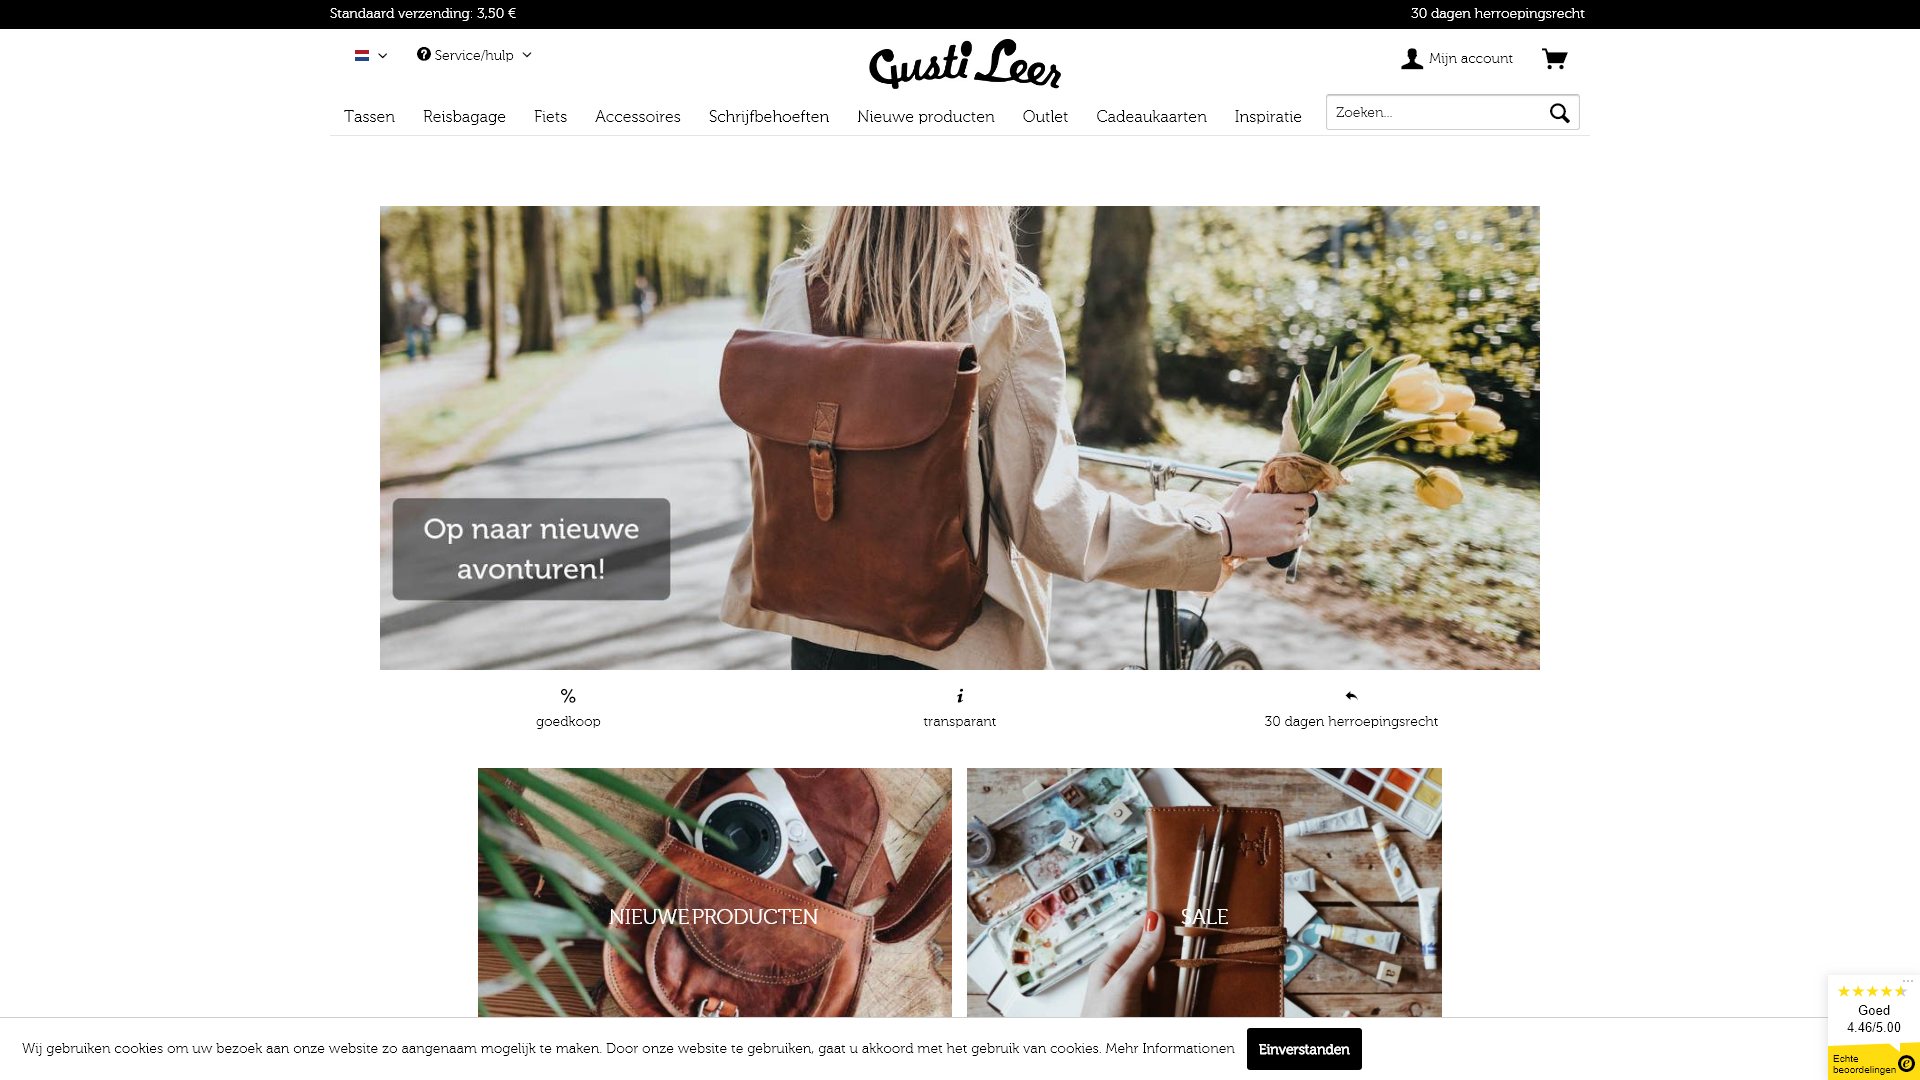 Standaard verzending: 3,50 €
30 dagen herroepingsrecht
Service/hulp
Gusti Leer
Mijn account
Tassen
Reisbagage
Fiets
Accessoires
Schrijfbehoeften
Nieuwe producten
Outlet
Cadeaukaarten
Inspiratie
Zoeken...
Op naar nieuwe
avonturen!
%
goedkoop
i
transparant
30 dagen herroepingsrecht
NIEUWE PRODUCTEN
SALE
Wij gebruiken cookies om uw bezoek aan onze website zo aangenaam mogelijk te maken. Door onze website te gebruiken, gaat u akkoord met het gebruik van cookies. Mehr Informationen
Einverstanden
Goed
4.46/5.00
Echte
beoordelingen